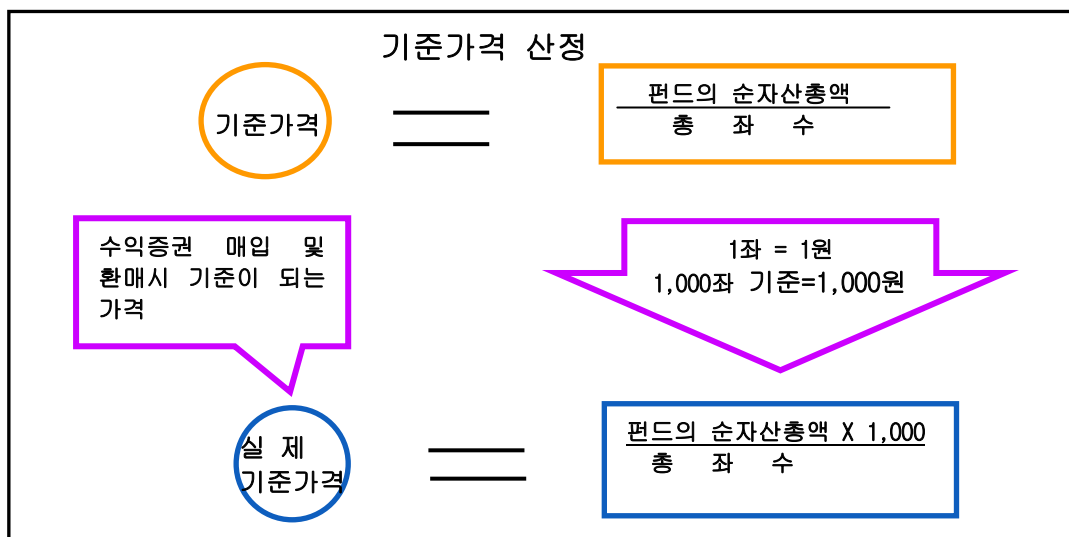 기준가격 산정
기준가격
펀드의 순자산총액
총 좌 수
수익증권 매입 및
환매시 기준이 되는
가격
1좌 = 1원
1,000좌 기준=1,000원
실 제
기준가격
펀드의 순자산총액 X 1,000
총 좌 수